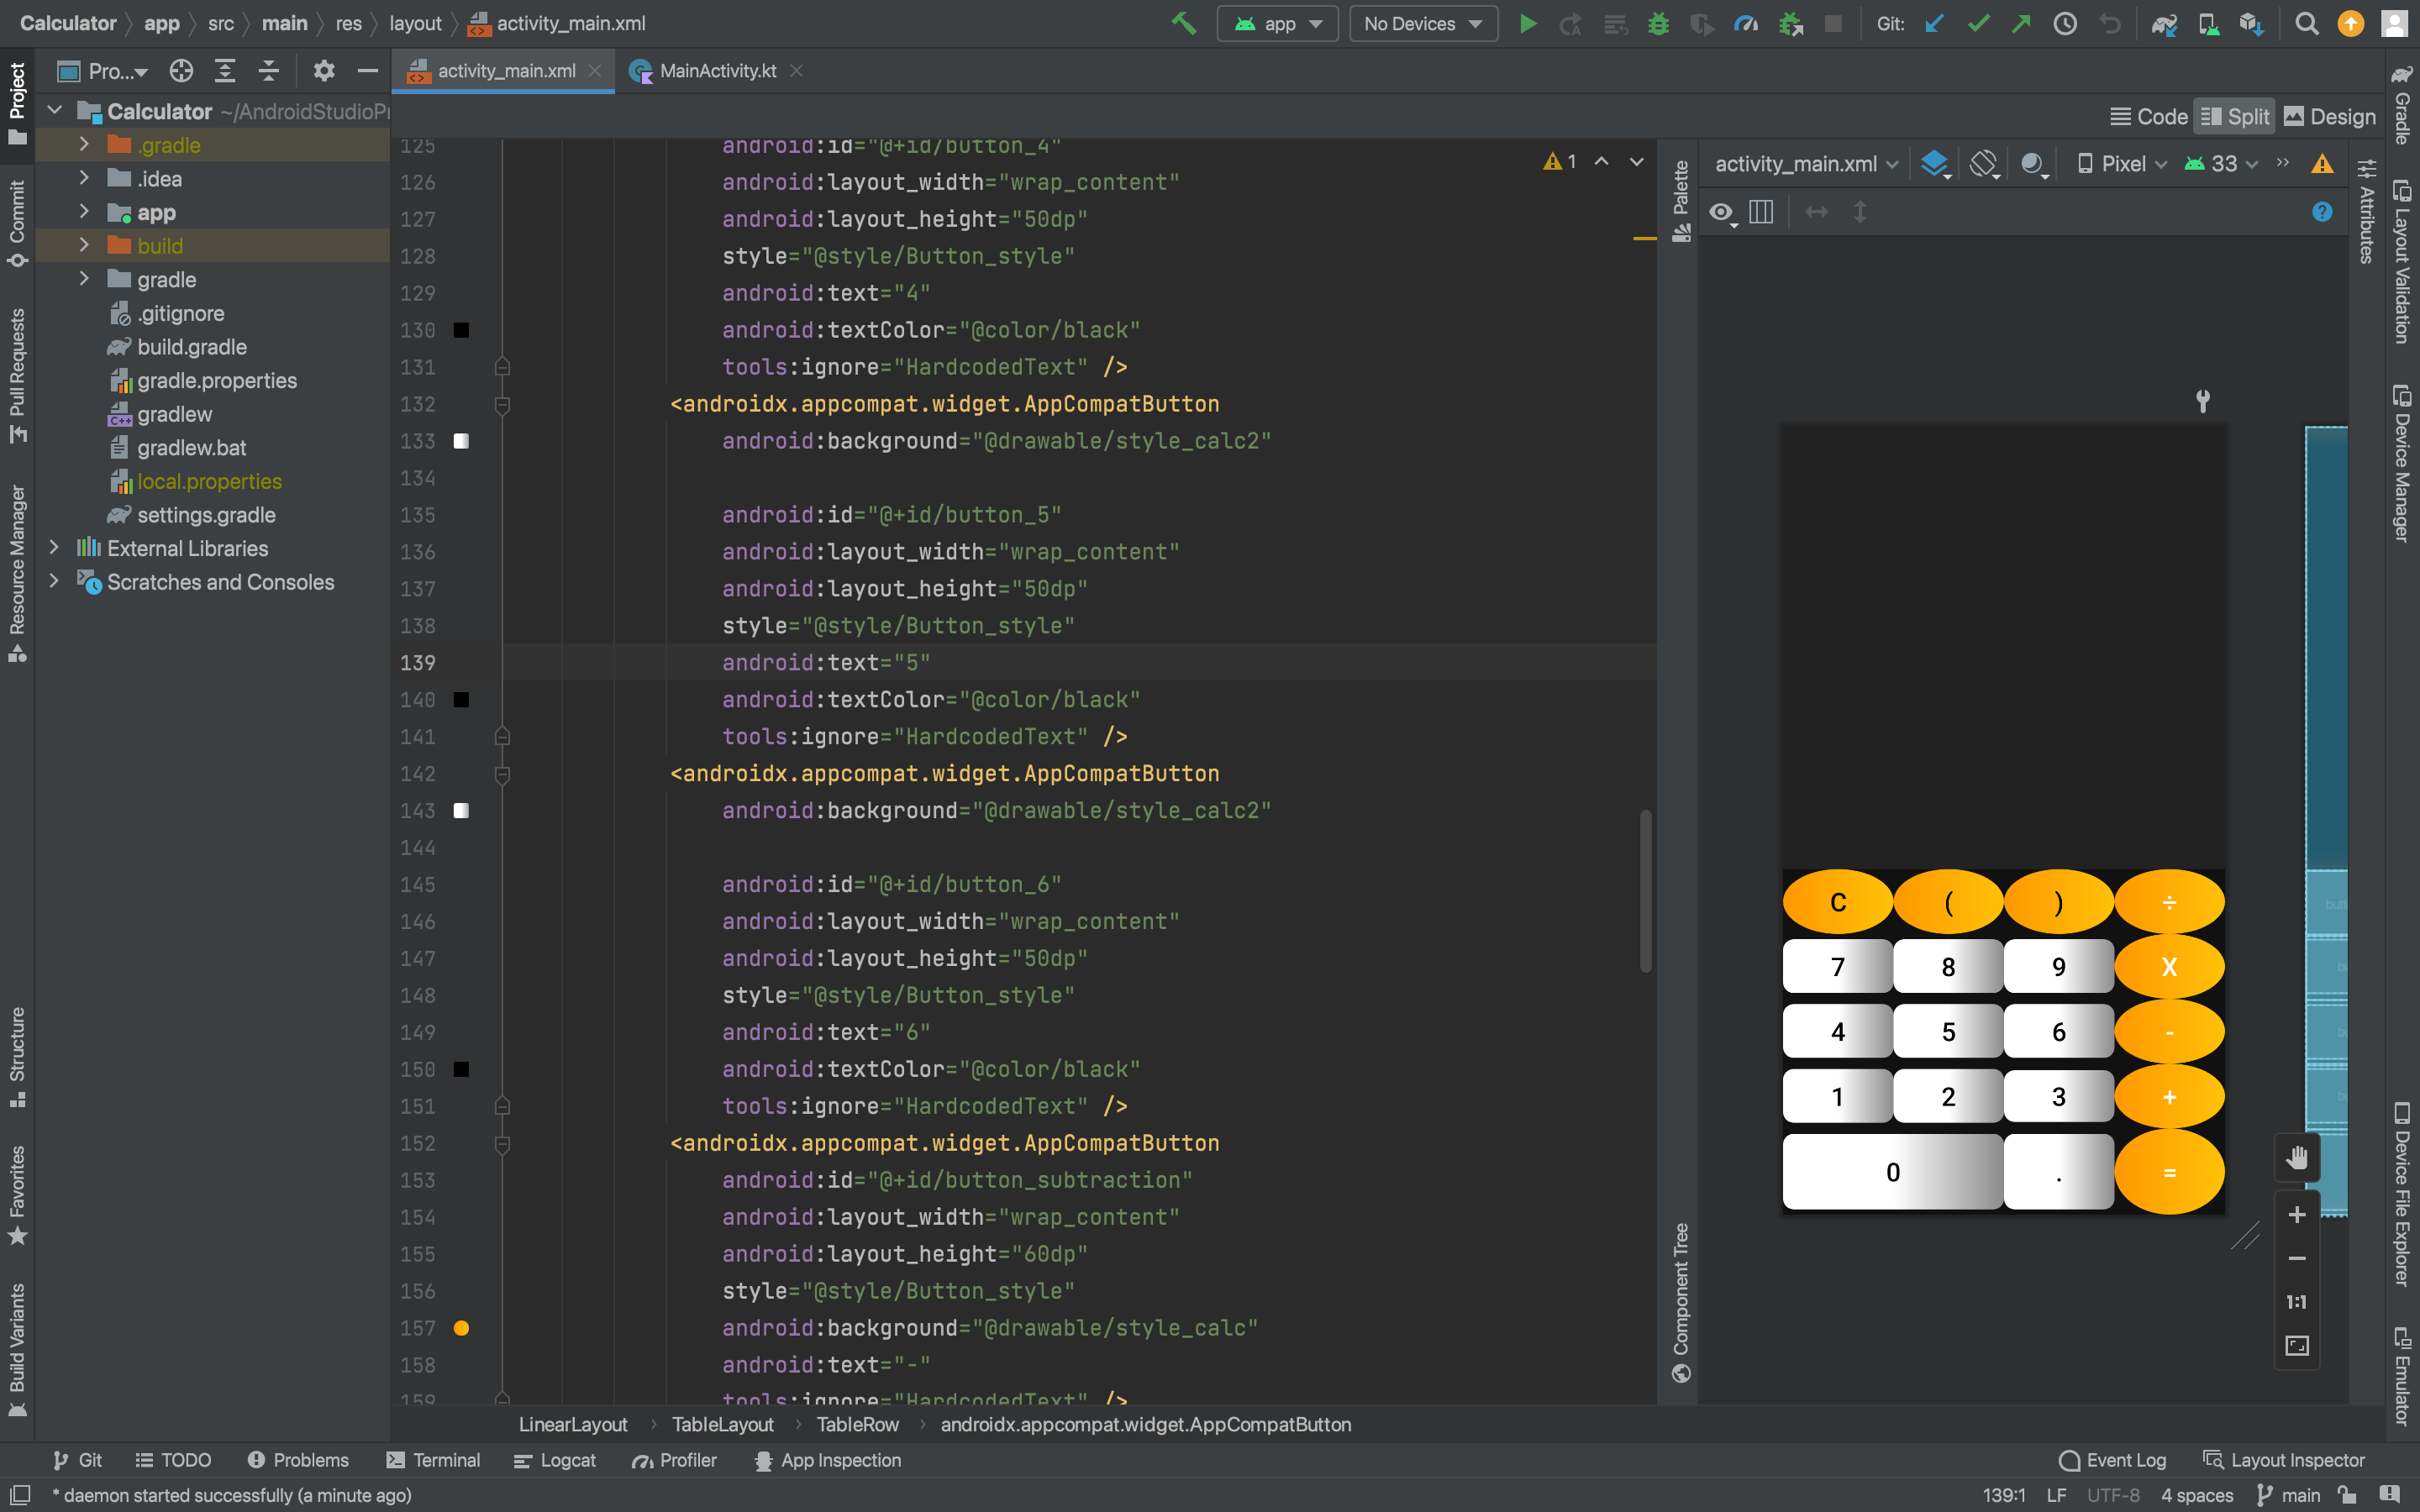 Calculator app src main res layout activity_main.xml
app No Devices Git:
Project
Commit
Pull Requests
Resource Manager
Structure
Favorites
Build Variants
Pro...
Calculator ~/AndroidStudioPr
.gradle
.idea
app
build
gradle
.gitignore
build.gradle
gradle.properties
gradlew
gradlew.bat
local.properties
settings.gradle
External Libraries
Scratches and Consoles
activity_main.xml MainActivity.kt
Code Split Design
1
125 android:id="@+id/button_4"
126 android:layout_width="wrap_content"
127 android:layout_height="50dp"
128 style="@style/Button_style"
129 android:text="4"
130 android:textColor="@color/black"
131 tools:ignore="HardcodedText" />
132 <androidx.appcompat.widget.AppCompatButton
133 android:background="@drawable/style_calc2"
134
135 android:id="@+id/button_5"
136 android:layout_width="wrap_content"
137 android:layout_height="50dp"
138 style="@style/Button_style"
139 android:text="5"
140 android:textColor="@color/black"
141 tools:ignore="HardcodedText" />
142 <androidx.appcompat.widget.AppCompatButton
143 android:background="@drawable/style_calc2"
144
145 android:id="@+id/button_6"
146 android:layout_width="wrap_content"
147 android:layout_height="50dp"
148 style="@style/Button_style"
149 android:text="6"
150 android:textColor="@color/black"
151 tools:ignore="HardcodedText" />
152 <androidx.appcompat.widget.AppCompatButton
153 android:id="@+id/button_subtraction"
154 android:layout_width="wrap_content"
155 android:layout_height="60dp"
156 style="@style/Button_style"
157 android:background="@drawable/style_calc"
158 android:text="-"
159 tools:ignore="HardcodedText" />
LinearLayout TableLayout TableRow androidx.appcompat.widget.AppCompatButton
Palette
Component Tree
activity_main.xml Pixel 33
C ( ) ÷
7 8 9 X
4 5 6 -
1 2 3 +
0 . =
1:1
Attributes
Gradle
Layout Validation
Device Manager
Device File Explorer
Emulator
Git TODO Problems Terminal Logcat Profiler App Inspection Event Log Layout Inspector
* daemon started successfully (a minute ago) 139:1 LF UTF-8 4 spaces main